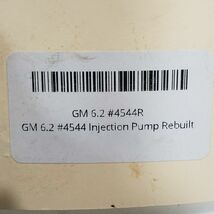 GM 6.2 #4544R
GM 6.2 #4544 Injection Pump Rebuilt